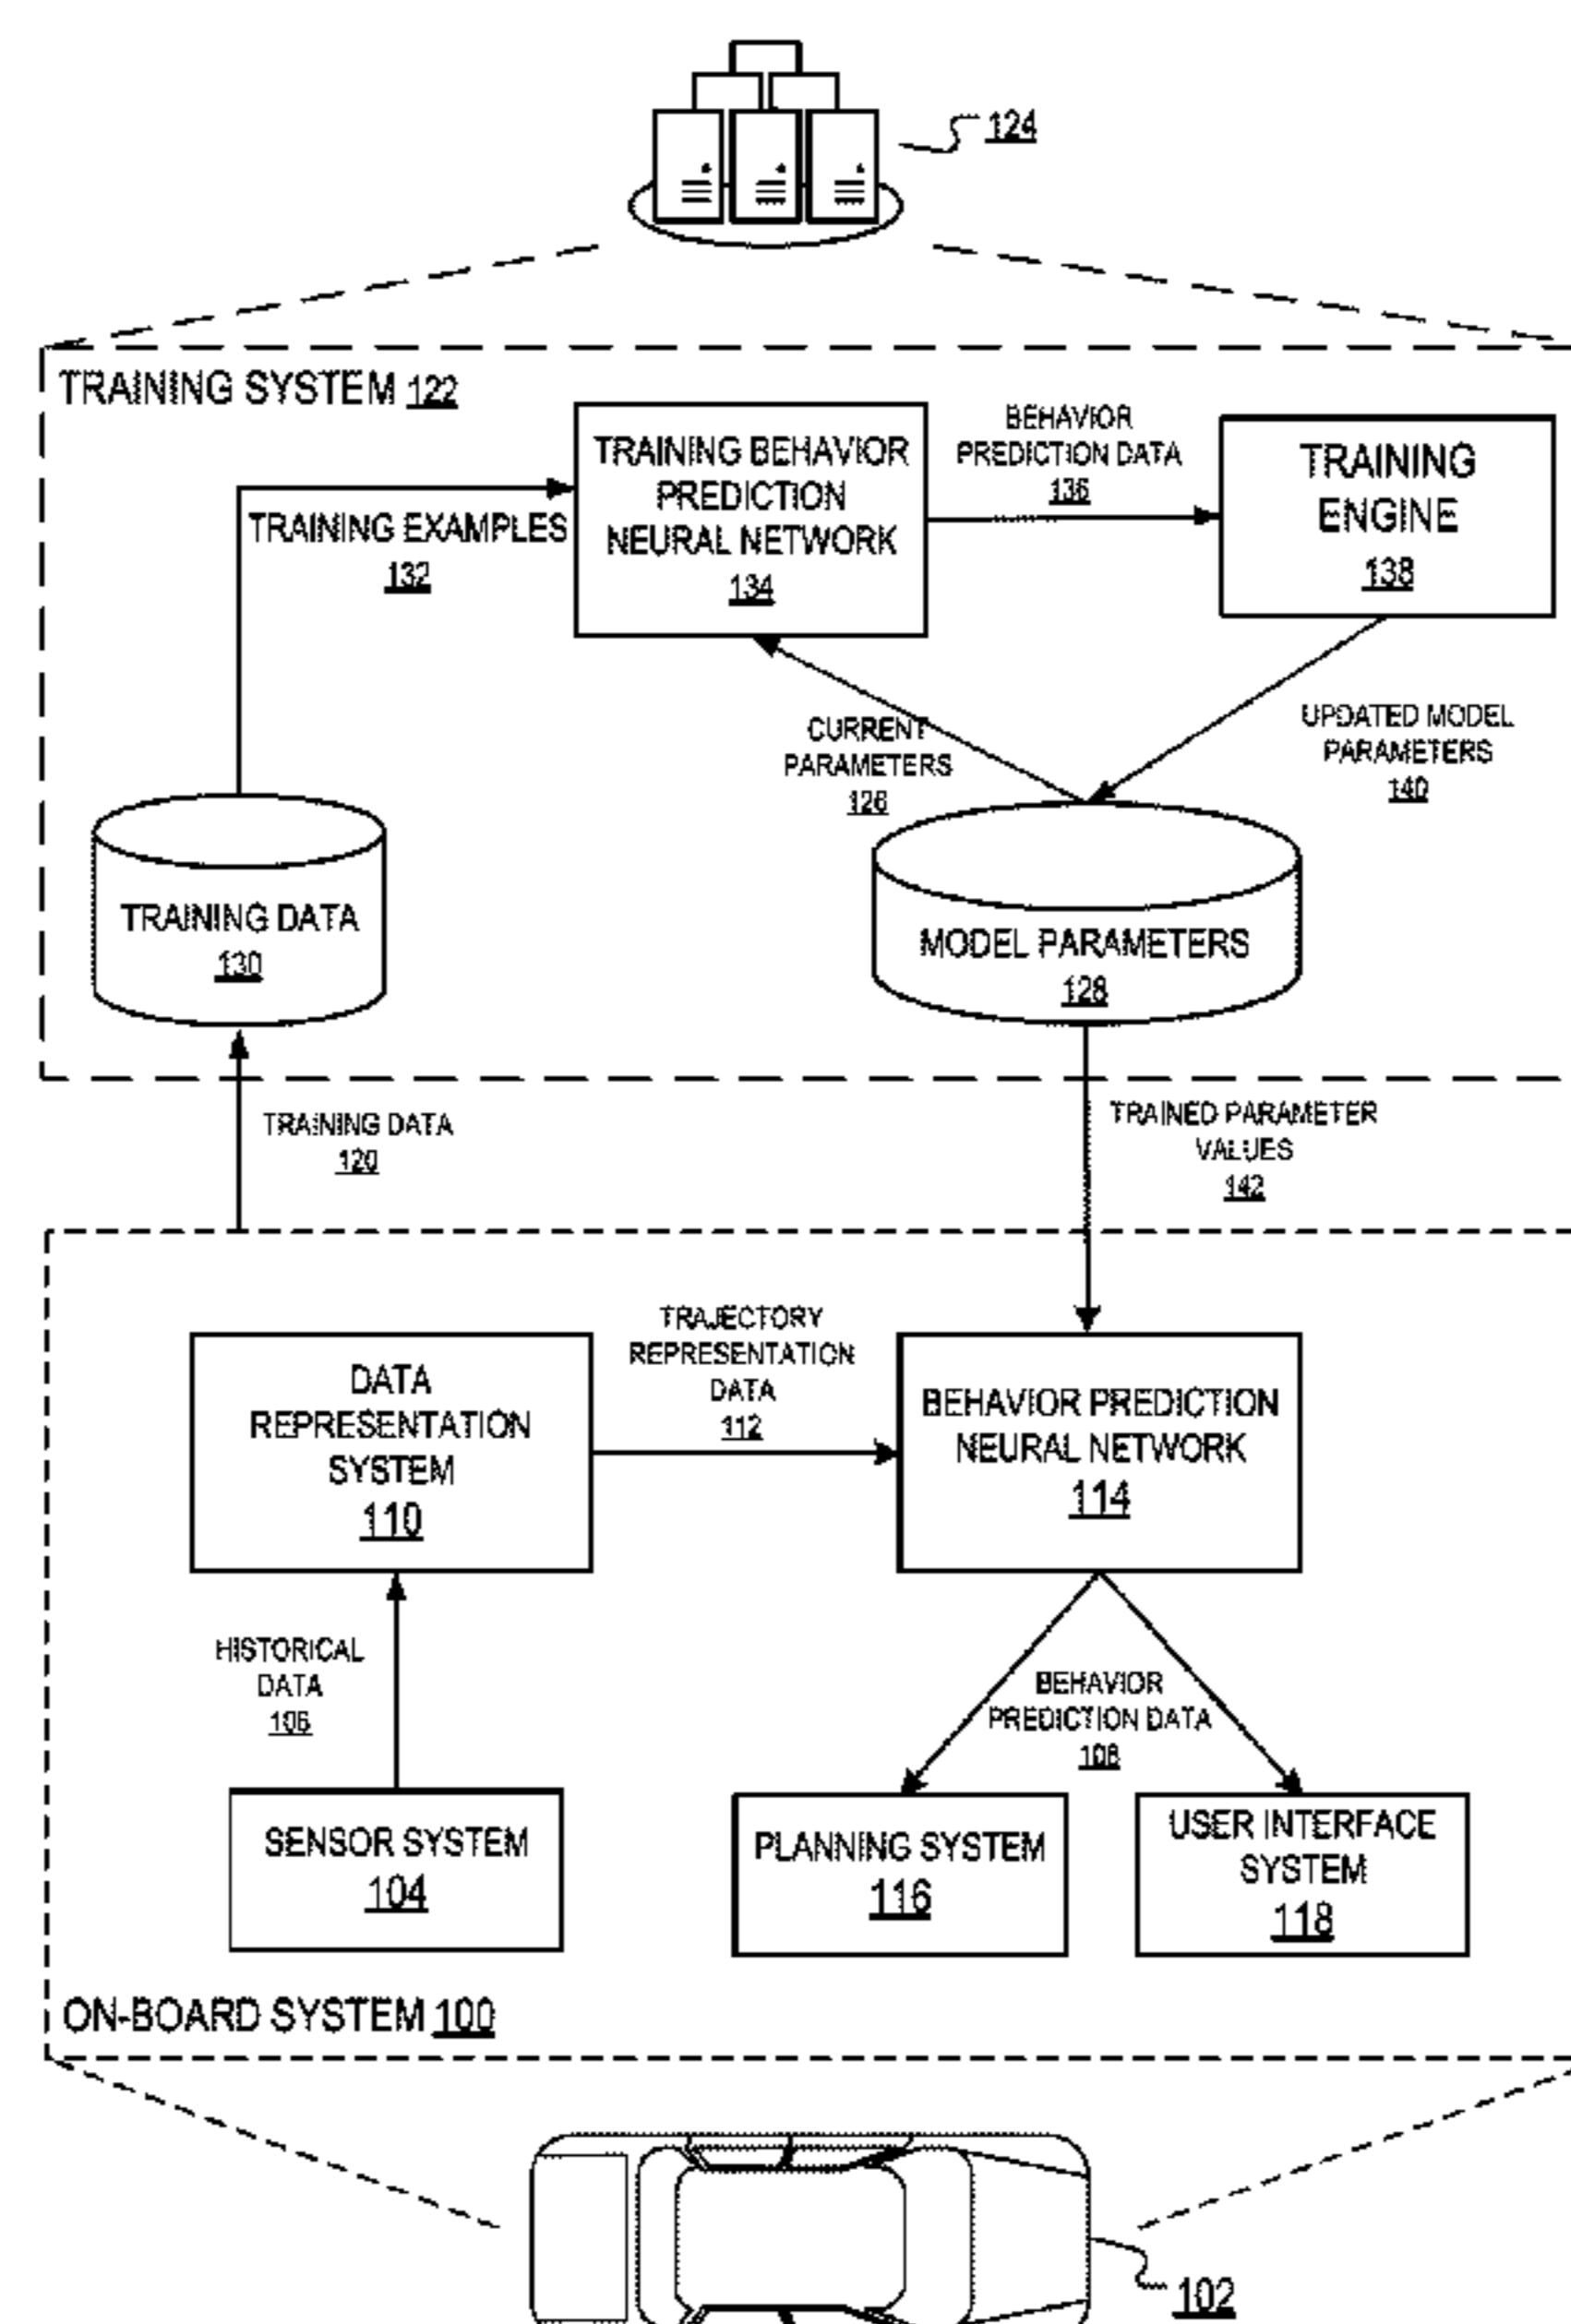 124
TRAINING SYSTEM 122
TRAINING BEHAVIOR
PREDICTION
NEURAL NETWORK
134
BEHAVIOR
PREDICTION DATA
136
TRAINING
ENGINE
138
TRAINING EXAMPLES
132
CURRENT
PARAMETERS
126
UPDATED MODEL
PARAMETERS
140
TRAINING DATA
130
MODEL PARAMETERS
128
TRAINING DATA
120
TRAINED PARAMETER
VALUES
142
DATA
REPRESENTATION
SYSTEM
110
TRAJECTORY
REPRESENTATION
DATA
112
BEHAVIOR PREDICTION
NEURAL NETWORK
114
HISTORICAL
DATA
106
BEHAVIOR
PREDICTION DATA
108
SENSOR SYSTEM
104
PLANNING SYSTEM
116
USER INTERFACE
SYSTEM
118
ON-BOARD SYSTEM 100
102